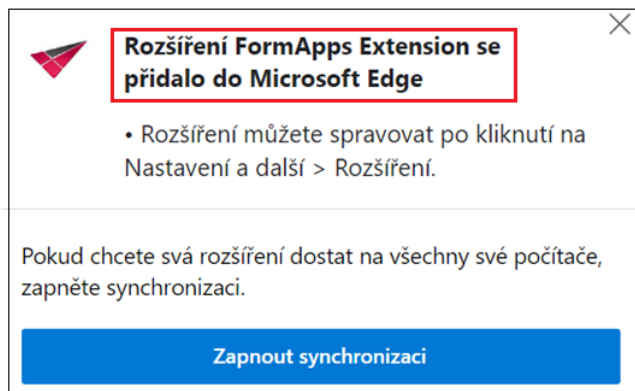 Rozšíření FormApps Extension se
přidalo do Microsoft Edge
• Rozšíření můžete spravovat po kliknutí na
Nastavení a další > Rozšíření.
Pokud chcete svá rozšíření dostat na všechny své počítače,
zapněte synchronizaci.
Zapnout synchronizaci